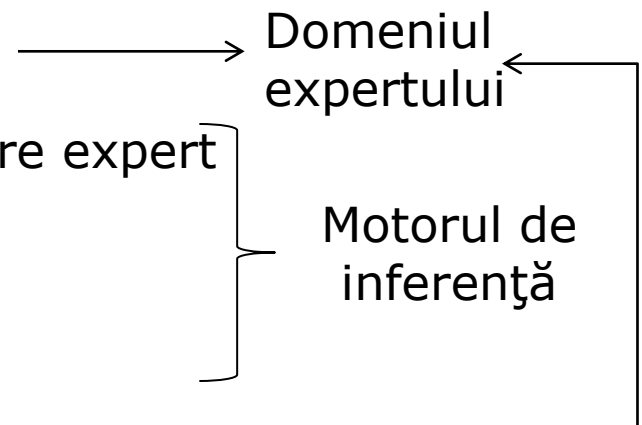 Domeniul
expertului
re expert
Motorul de
inferenţă